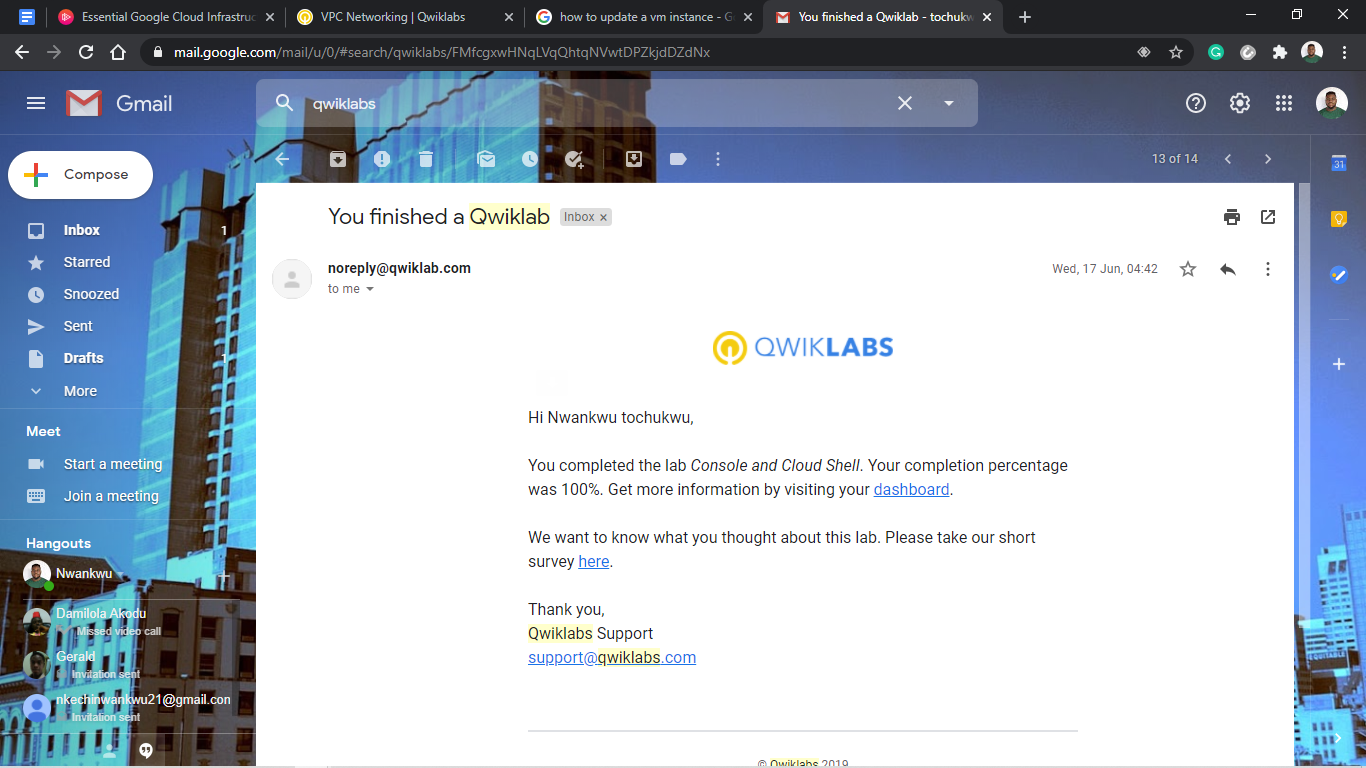 Essential Google Cloud Infrastruc
VPC Networking | Qwiklabs
how to update a vm instance - G
You finished a Qwiklab - tochukw
mail.google.com/mail/u/0/#search/qwiklabs/FMfcgxwHNqLVqQhtqNVwtDPZkjdDZdNx
Gmail
qwiklabs
Compose
13 of 14
31
Inbox 1
Starred
Snoozed
Sent
Drafts 1
More
Meet
Start a meeting
Join a meeting
Hangouts
Nwankwu
Damilola Akodu
Missed video call
Gerald
Invitation sent
nkechinwankwu21@gmail.con
Invitation sent
You finished a Qwiklab Inbox x
noreply@qwiklab.com
Wed, 17 Jun, 04:42
to me
QWIKLABS
Hi Nwankwu tochukwu,
You completed the lab Console and Cloud Shell. Your completion percentage
was 100%. Get more information by visiting your dashboard.
We want to know what you thought about this lab. Please take our short
survey here.
Thank you,
Qwiklabs Support
support@qwiklabs.com
© Qwiklabs 2019